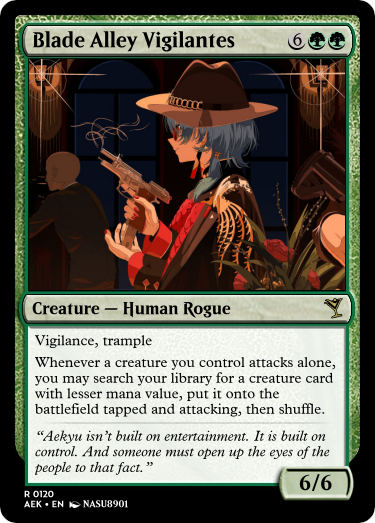 Blade Alley Vigilantes 6
Creature — Human Rogue
Vigilance, trample
Whenever a creature you control attacks alone,
you may search your library for a creature card
with lesser mana value, put it onto the
battlefield tapped and attacking, then shuffle.
“Aekyu isn’t built on entertainment. It is built on
control. And someone must open up the eyes of the
people to that fact.”
6/6
R 0120
AEK • EN NASU8901